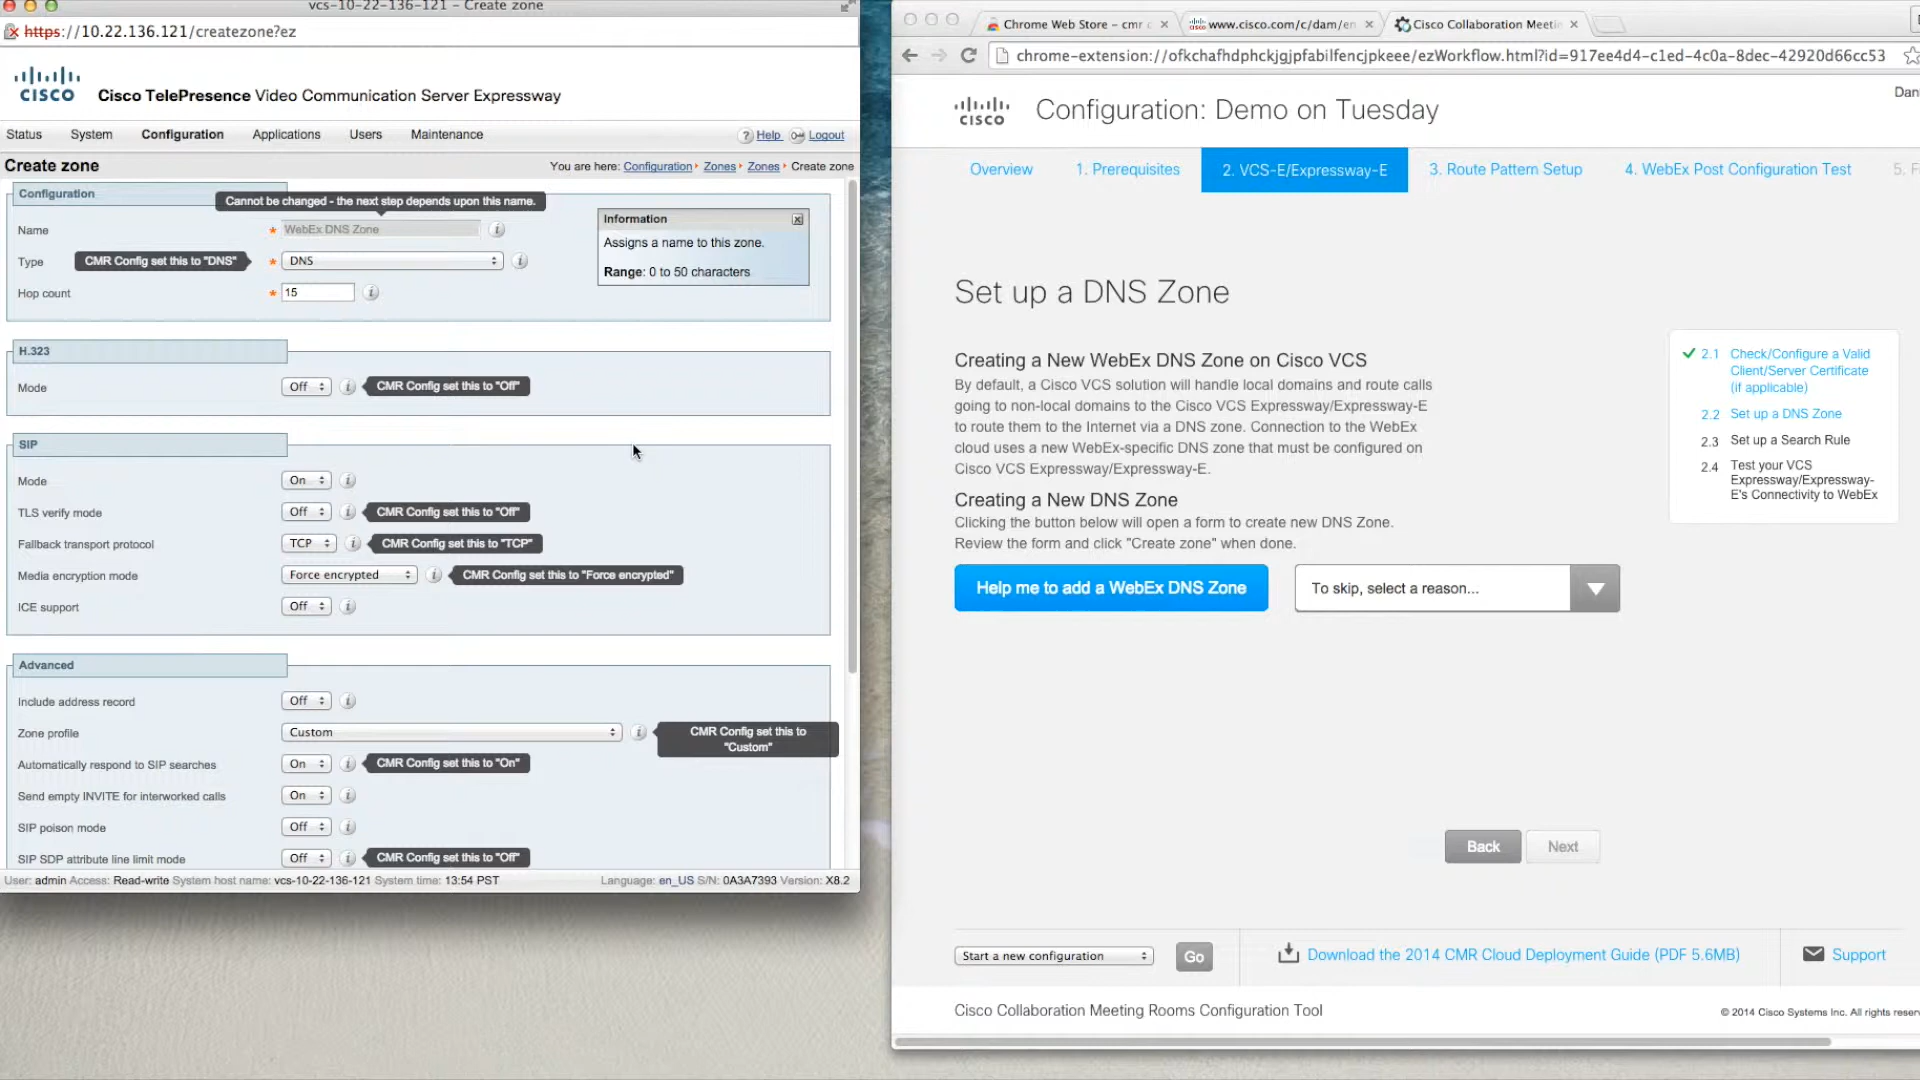 vcs-10-22-136-121 - Create zone
https://10.22.136.121/createzone?ez
CISCO
Cisco TelePresence Video Communication Server Expressway
Status System Configuration Applications Users Maintenance ? Help Logout
Create zone
You are here: Configuration Zones Zones Create zone
Configuration
Cannot be changed - the next step depends upon this name.
Name * WebEx DNS Zone i
Type CMR Config set this to "DNS" * DNS i
Hop count * 15 i
Information x
Assigns a name to this zone.
Range: 0 to 50 characters
H.323
Mode Off i CMR Config set this to "Off"
SIP
Mode On i
TLS verify mode Off i CMR Config set this to "Off"
Fallback transport protocol TCP i CMR Config set this to "TCP"
Media encryption mode Force encrypted i CMR Config set this to "Force encrypted"
ICE support Off i
Advanced
Include address record Off i
Zone profile Custom i CMR Config set this to
"Custom"
Automatically respond to SIP searches On i CMR Config set this to "On"
Send empty INVITE for interworked calls On i
SIP poison mode Off i
SIP SDP attribute line limit mode Off i CMR Config set this to "Off"
User: admin Access: Read-write System host name: vcs-10-22-136-121 System time: 13:54 PST
Language: en_US S/N: 0A3A7393 Version: X8.2
Chrome Web Store - cmr c
www.cisco.com/c/dam/en
Cisco Collaboration Meetin
chrome-extension://ofkchafhdphckjgjpfabilfencjpkeee/ezWorkflow.html?id=917ee4d4-c1ed-4c0a-8dec-42920d66cc53
Dan
CISCO
Configuration: Demo on Tuesday
Overview 1. Prerequisites 2. VCS-E/Expressway-E 3. Route Pattern Setup 4. WebEx Post Configuration Test 5. F
Set up a DNS Zone
Creating a New WebEx DNS Zone on Cisco VCS
By default, a Cisco VCS solution will handle local domains and route calls
going to non-local domains to the Cisco VCS Expressway/Expressway-E
to route them to the Internet via a DNS zone. Connection to the WebEx
cloud uses a new WebEx-specific DNS zone that must be configured on
Cisco VCS Expressway/Expressway-E.
Creating a New DNS Zone
Clicking the button below will open a form to create new DNS Zone.
Review the form and click "Create zone" when done.
Help me to add a WebEx DNS Zone
To skip, select a reason...
2.1 Check/Configure a Valid
Client/Server Certificate
(if applicable)
2.2 Set up a DNS Zone
2.3 Set up a Search Rule
2.4 Test your VCS
Expressway/Expressway-
E's Connectivity to WebEx
Back Next
Start a new configuration Go
Download the 2014 CMR Cloud Deployment Guide (PDF 5.6MB)
Support
Cisco Collaboration Meeting Rooms Configuration Tool
© 2014 Cisco Systems Inc. All rights reser